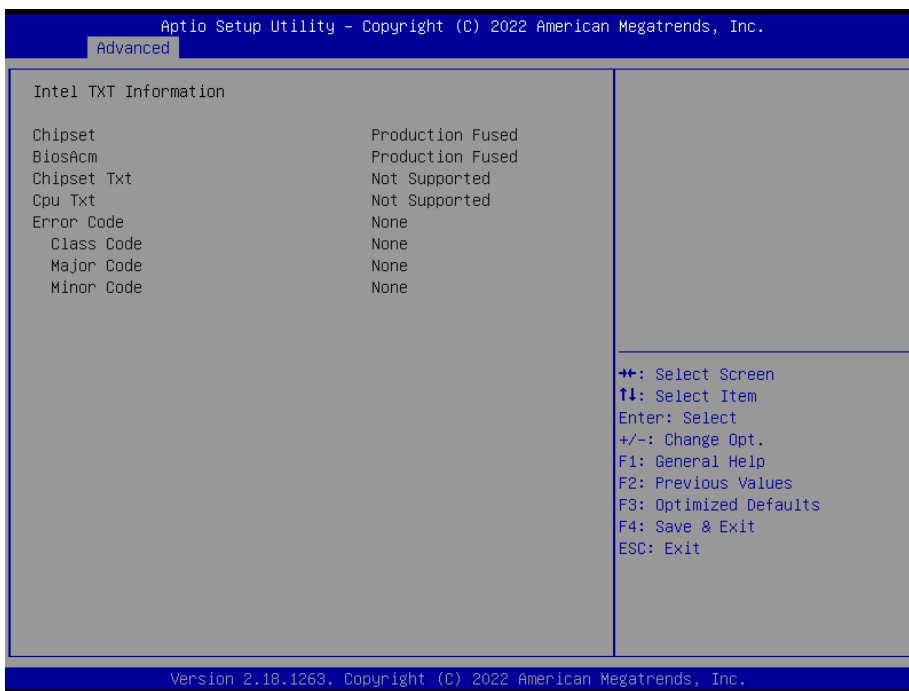 Aptio Setup Utility – Copyright (C) 2022 American Megatrends, Inc.
Advanced
Intel TXT Information
Chipset Production Fused
BiosAcm Production Fused
Chipset Txt Not Supported
Cpu Txt Not Supported
Error Code None
Class Code None
Major Code None
Minor Code None
→←: Select Screen
↑↓: Select Item
Enter: Select
+/-: Change Opt.
F1: General Help
F2: Previous Values
F3: Optimized Defaults
F4: Save & Exit
ESC: Exit
Version 2.18.1263. Copyright (C) 2022 American Megatrends, Inc.